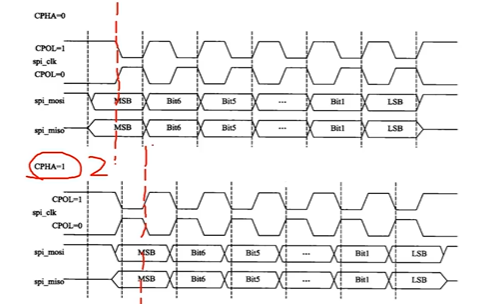 CPHA=0
CPOL=1
spi_clk
CPOL=0
spi_mosi MSB Bit6 Bit5 --- Bit1 LSB
spi_miso MSB Bit6 Bit5 --- Bit1 LSB
CPHA=1 2
CPOL=1
spi_clk
CPOL=0
spi_mosi MSB Bit6 Bit5 --- Bit1 LSB
spi_miso MSB Bit6 Bit5 --- Bit1 LSB